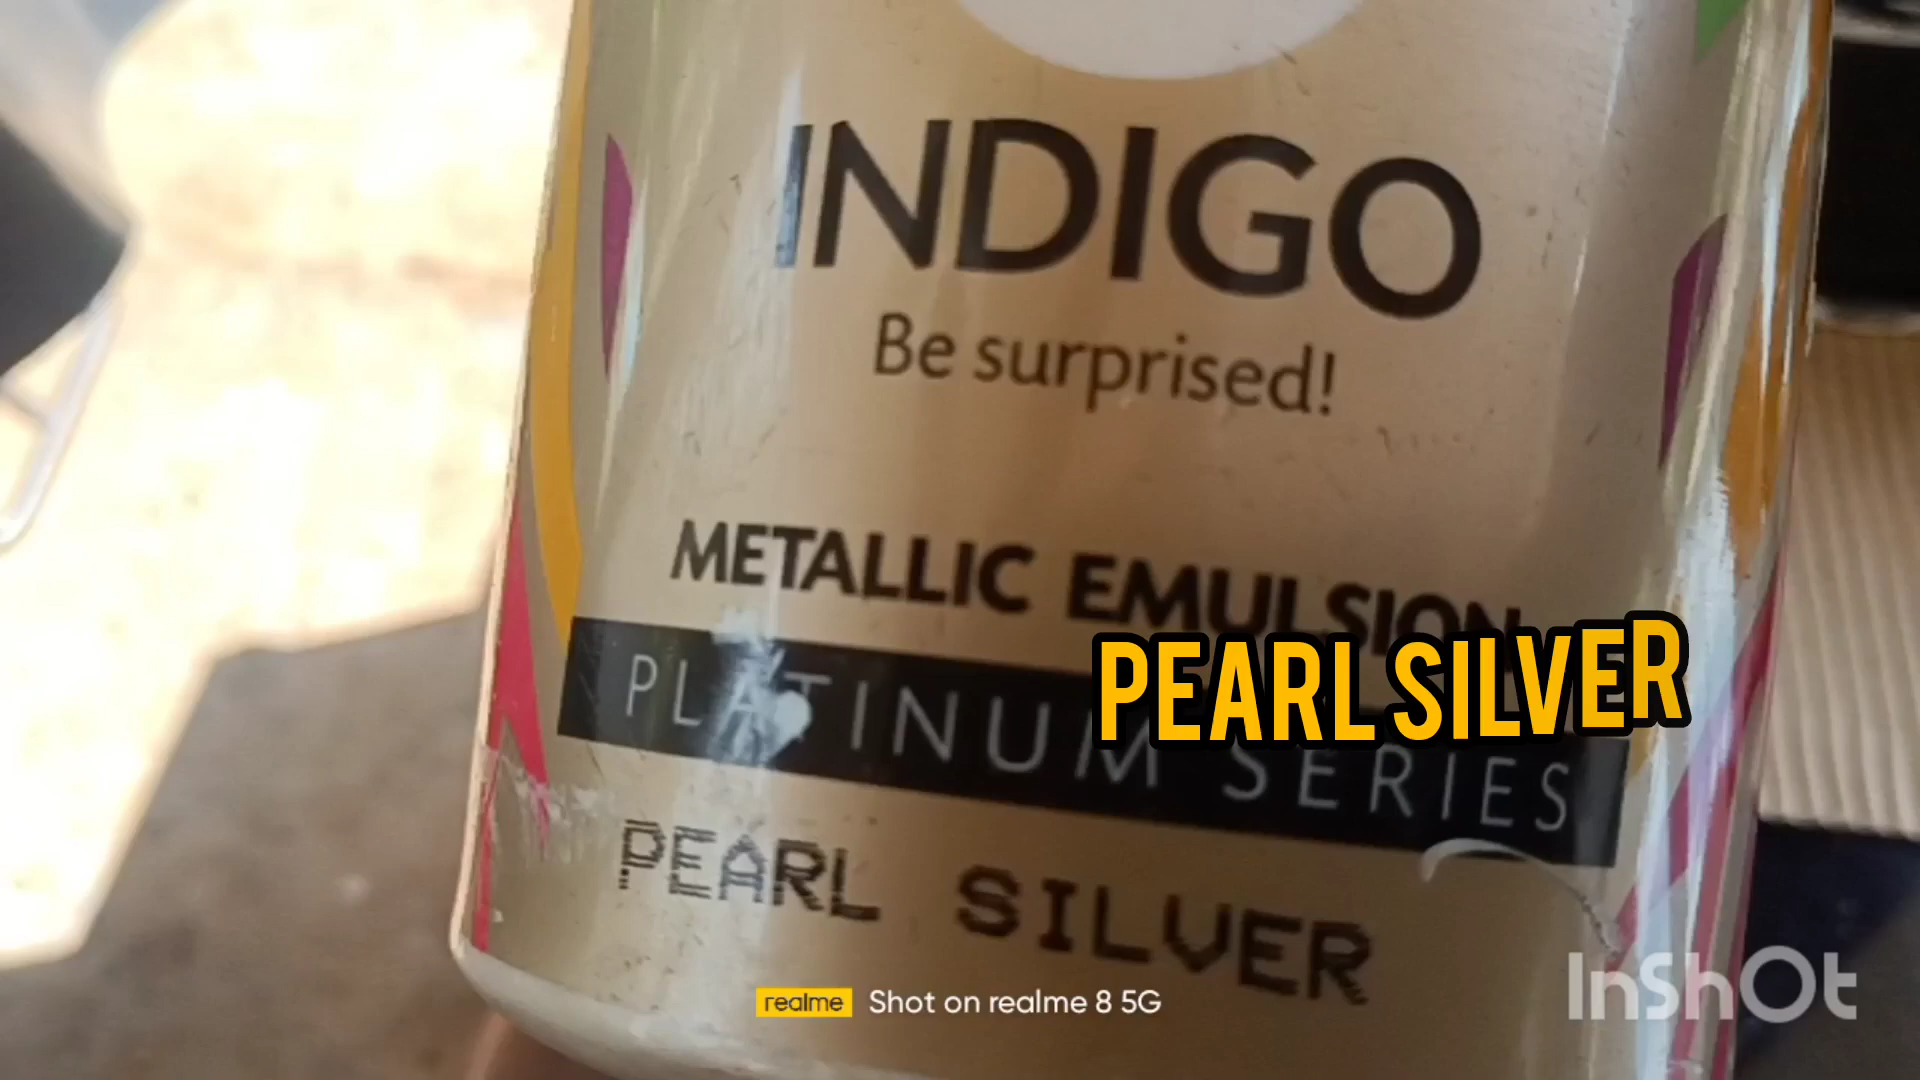 INDIGO
Be surprised!
METALLIC EMULSION
PEARL SILVER
PLATINUM SERIES
PEARL SILVER
realme Shot on realme 8 5G
InShOt